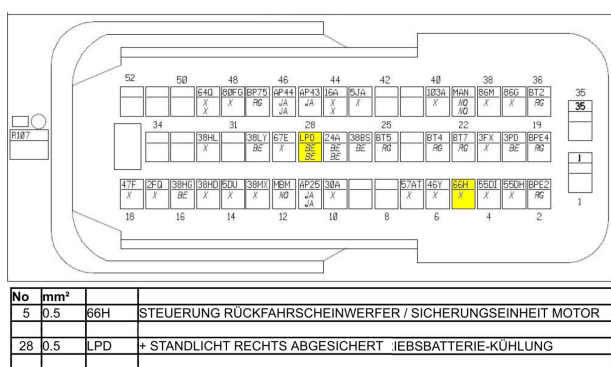 52 50 48 46 44 42 40 38 36 35
64Q 80FG BP75 AP44 AP43 16A 5JA 103A MAN 86M 86G BT2 35
X X RG JA JA X X X NO X X RG
X JA X NO
R107
34 31 28 25 22 19
38HL 38LY 67E LPD 24A 38BS BT5 BT4 BT7 3FX 3PD BPE4
X BE X BE BE BE RG RG RG X BE RG
BE BE
1
47F 2FQ 38HG 38HD 5DU 38MX MBM AP25 30A 57AT 46Y 66H 55DI 55DH BPE2
X X BE X X X NO JA X X X X X X RG
JA
18 16 14 12 10 8 6 4 2 1
No mm²
5 0.5 66H STEUERUNG RÜCKFAHRSCHEINWERFER / SICHERUNGSEINHEIT MOTOR
28 0.5 LPD + STANDLICHT RECHTS ABGESICHERT :IEBSBATTERIE-KÜHLUNG